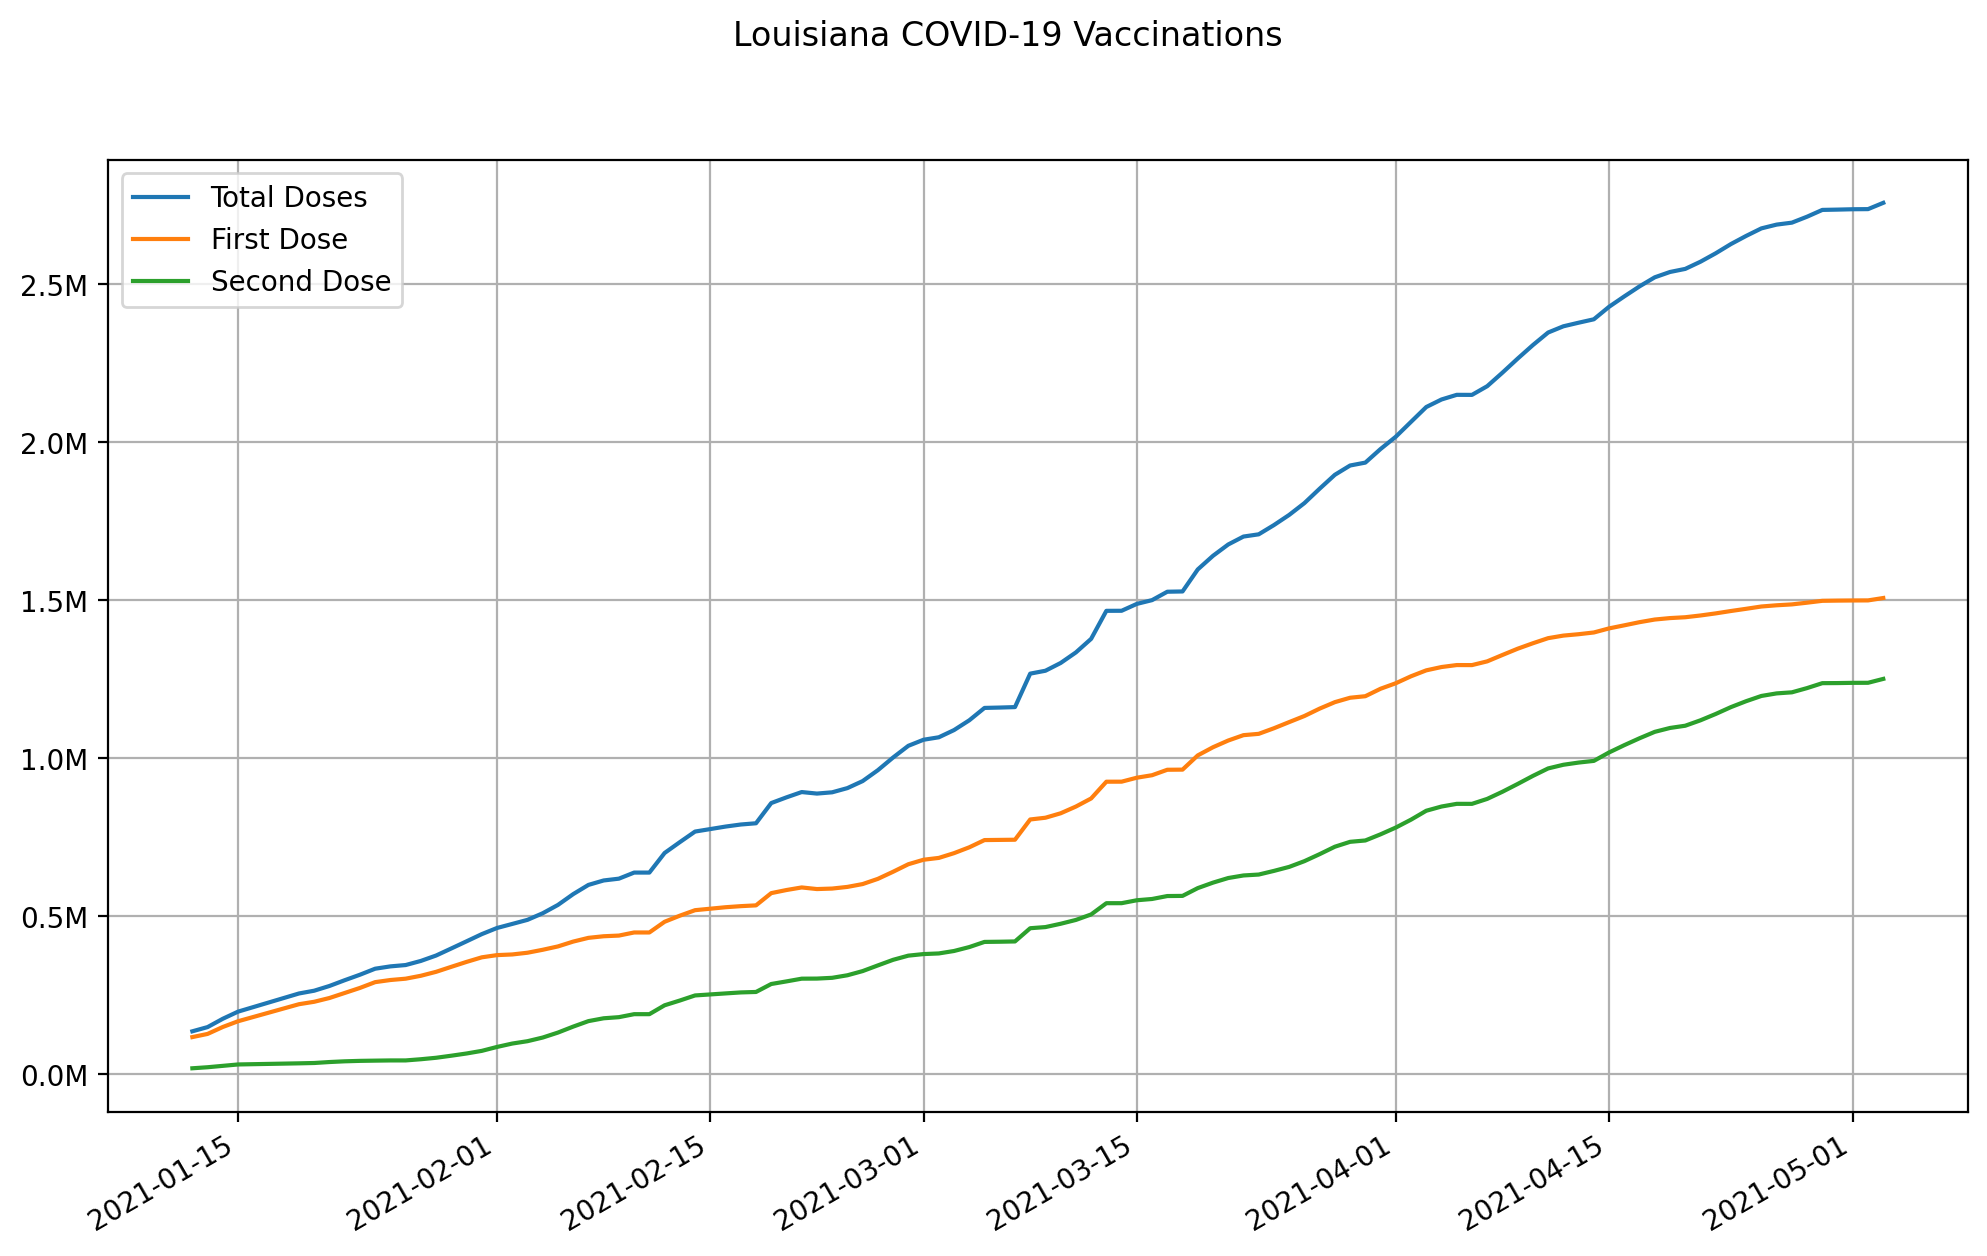 Louisiana COVID-19 Vaccinations
Total Doses
First Dose
Second Dose
2.5M
2.0M
1.5M
1.0M
0.5M
0.0M
2021-01-15
2021-02-01
2021-02-15
2021-03-01
2021-03-15
2021-04-01
2021-04-15
2021-05-01